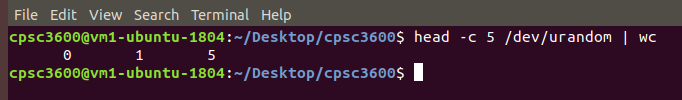 File Edit View Search Terminal Help
cpsc3600@vm1-ubuntu-1804:~/Desktop/cpsc3600$ head -c 5 /dev/urandom | wc
      0       1       5
cpsc3600@vm1-ubuntu-1804:~/Desktop/cpsc3600$